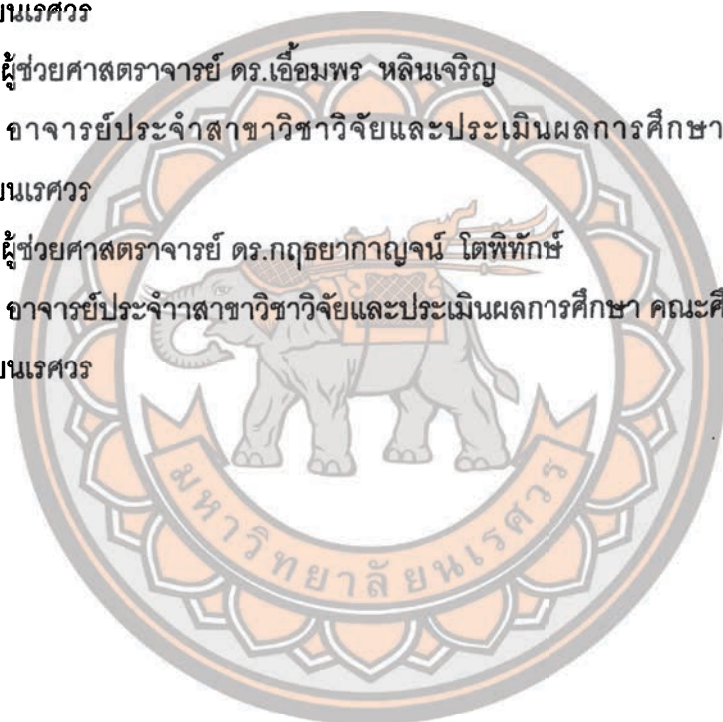 ยนเรศวร
ผู้ช่วยศาสตราจารย์ ดร.เอื้อมพร หลินเจริญ
อาจารย์ประจำสาขาวิชาวิจัยและประเมินผลการศึกษา
ยนเรศวร
ผู้ช่วยศาสตราจารย์ ดร.กฤธยากาญจน์ โตพิทักษ์
อาจารย์ประจำาสาขาวิชาวิจัยและประเมินผลการศึกษา คณะศึ
ยนเรศวร
มหาวิทยาลัยนเรศวร